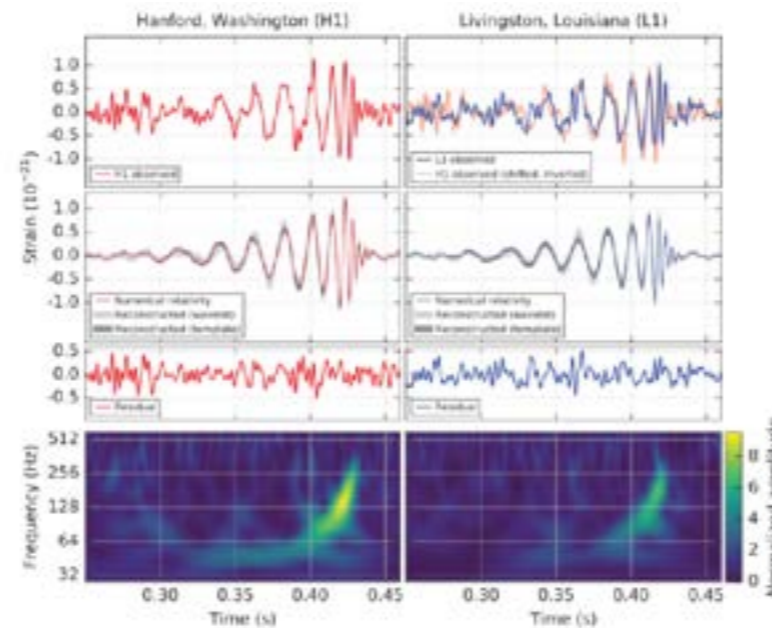 Hanford, Washington (H1)
Livingston, Louisiana (L1)
1.0
0.5
0.0
-0.5
-1.0
H1 observed
L1 observed
H1 observed (shifted, inverted)
Strain (10⁻²¹)
1.0
0.5
0.0
-0.5
-1.0
Numerical relativity
Reconstructed (wavelet)
Reconstructed (template)
Numerical relativity
Reconstructed (wavelet)
Reconstructed (template)
0.5
0.0
-0.5
Residual
Residual
Frequency (Hz)
512
256
128
64
32
0.30 0.35 0.40 0.45
0.30 0.35 0.40 0.45
Time (s)
Time (s)
8
6
4
2
0
Normalized amplitude